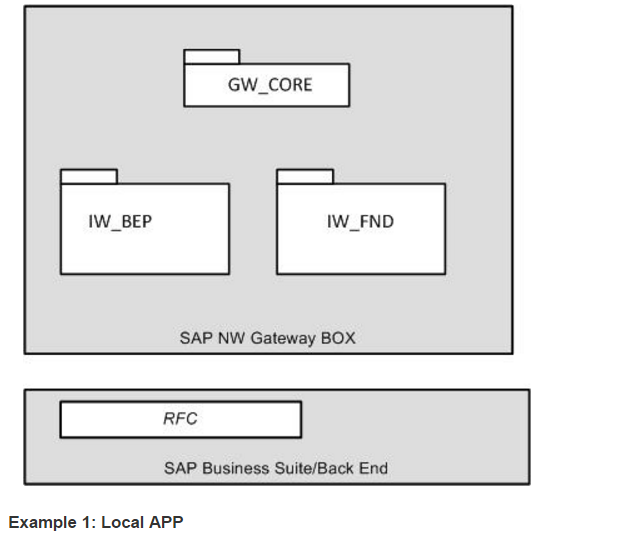 GW_CORE
IW_BEP
IW_FND
SAP NW Gateway BOX
RFC
SAP Business Suite/Back End
Example 1: Local APP